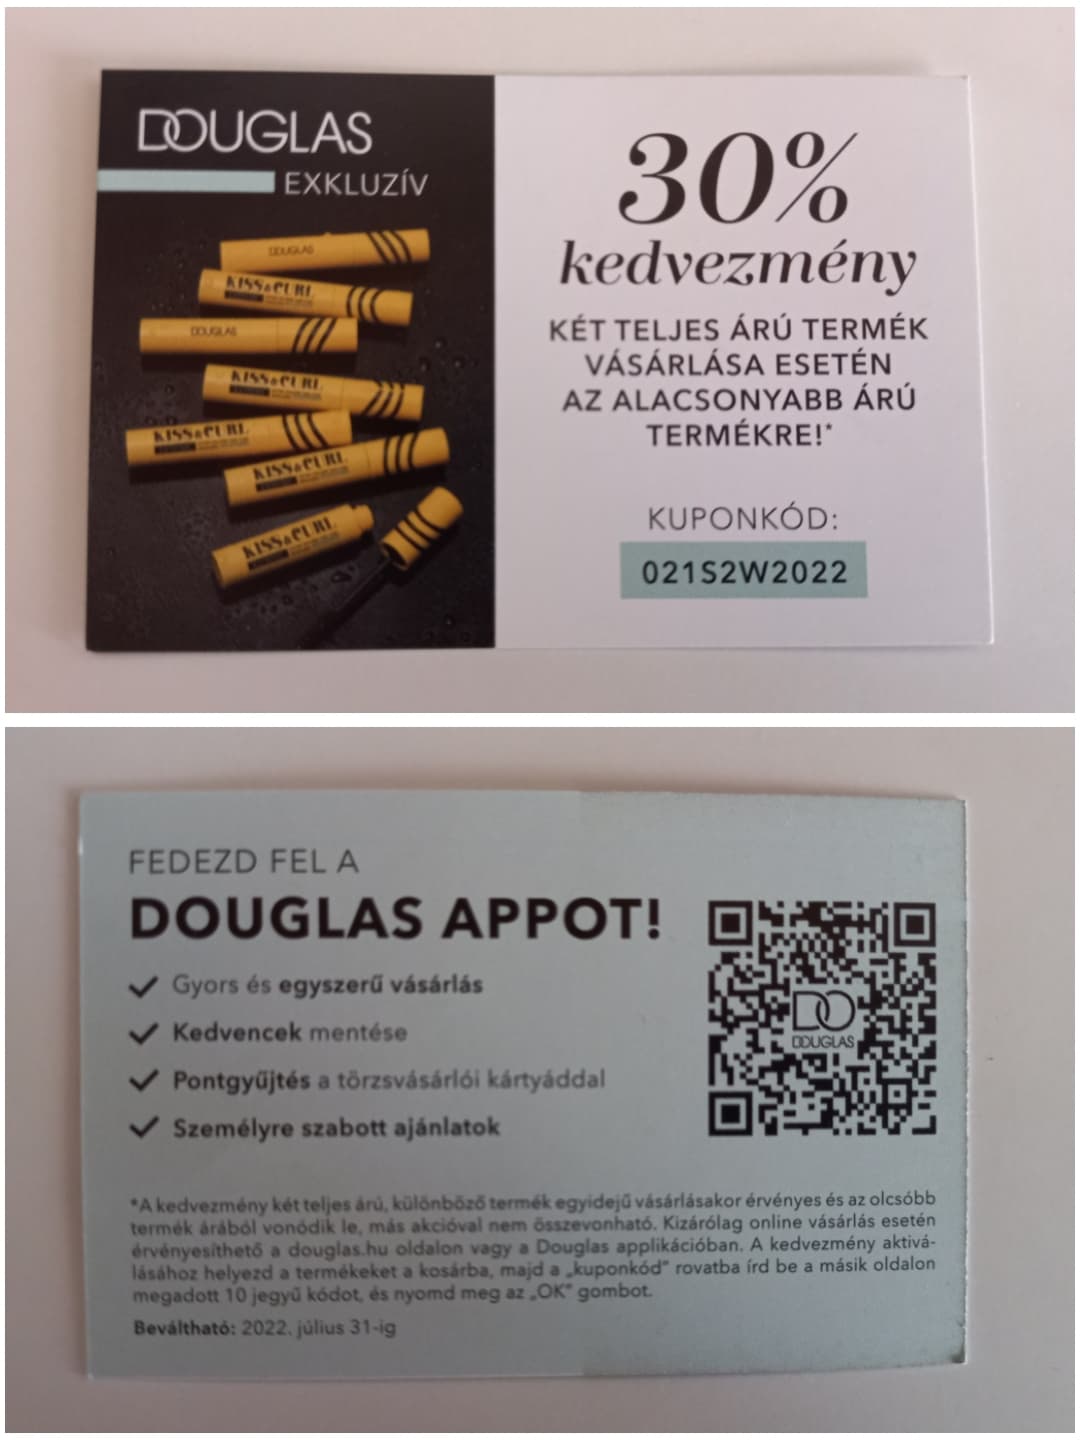 DOUGLAS
EXKLUZÍV
DOUGLAS
KISS&CURL
DOUGLAS
KISS&CURL
KISS&CURL
KISS&CURL
KISS&CURL
30%
kedvezmény
KÉT TELJES ÁRÚ TERMÉK
VÁSÁRLÁSA ESETÉN
AZ ALACSONYABB ÁRÚ
TERMÉKRE!*
KUPONKÓD:
021S2W2022
FEDEZD FEL A
DOUGLAS APPOT!
Gyors és egyszerű vásárlás
Kedvencek mentése
Pontgyűjtés a törzsvásárlói kártyáddal
Személyre szabott ajánlatok
DO
DOUGLAS
*A kedvezmény két teljes árú, különböző termék egyidejű vásárlásakor érvényes és az olcsóbb
termék árából vonódik le, más akcióval nem összevonható. Kizárólag online vásárlás esetén
érvényesíthető a douglas.hu oldalon vagy a Douglas applikációban. A kedvezmény aktivá-
lásához helyezd a termékeket a kosárba, majd a „kuponkód” rovatba írd be a másik oldalon
megadott 10 jegyű kódot, és nyomd meg az „OK” gombot.
Beváltható: 2022. július 31-ig